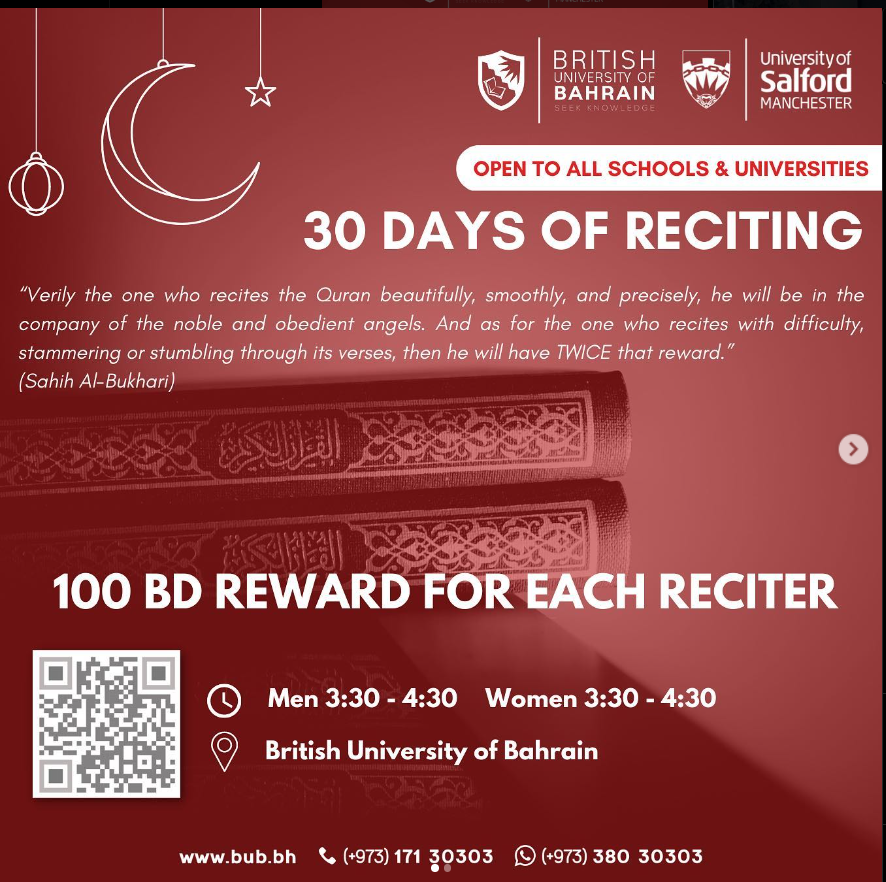 BRITISH
UNIVERSITY OF
BAHRAIN
SEEK KNOWLEDGE
University of
Salford
MANCHESTER
OPEN TO ALL SCHOOLS & UNIVERSITIES
30 DAYS OF RECITING
“Verily the one who recites the Quran beautifully, smoothly, and precisely, he will be in the
company of the noble and obedient angels. And as for the one who recites with difficulty,
stammering or stumbling through its verses, then he will have TWICE that reward.”
(Sahih Al-Bukhari)
القرآن الكريم
القرآن الكريم
100 BD REWARD FOR EACH RECITER
Men 3:30 - 4:30 Women 3:30 - 4:30
British University of Bahrain
www.bub.bh (+973) 171 30303 (+973) 380 30303